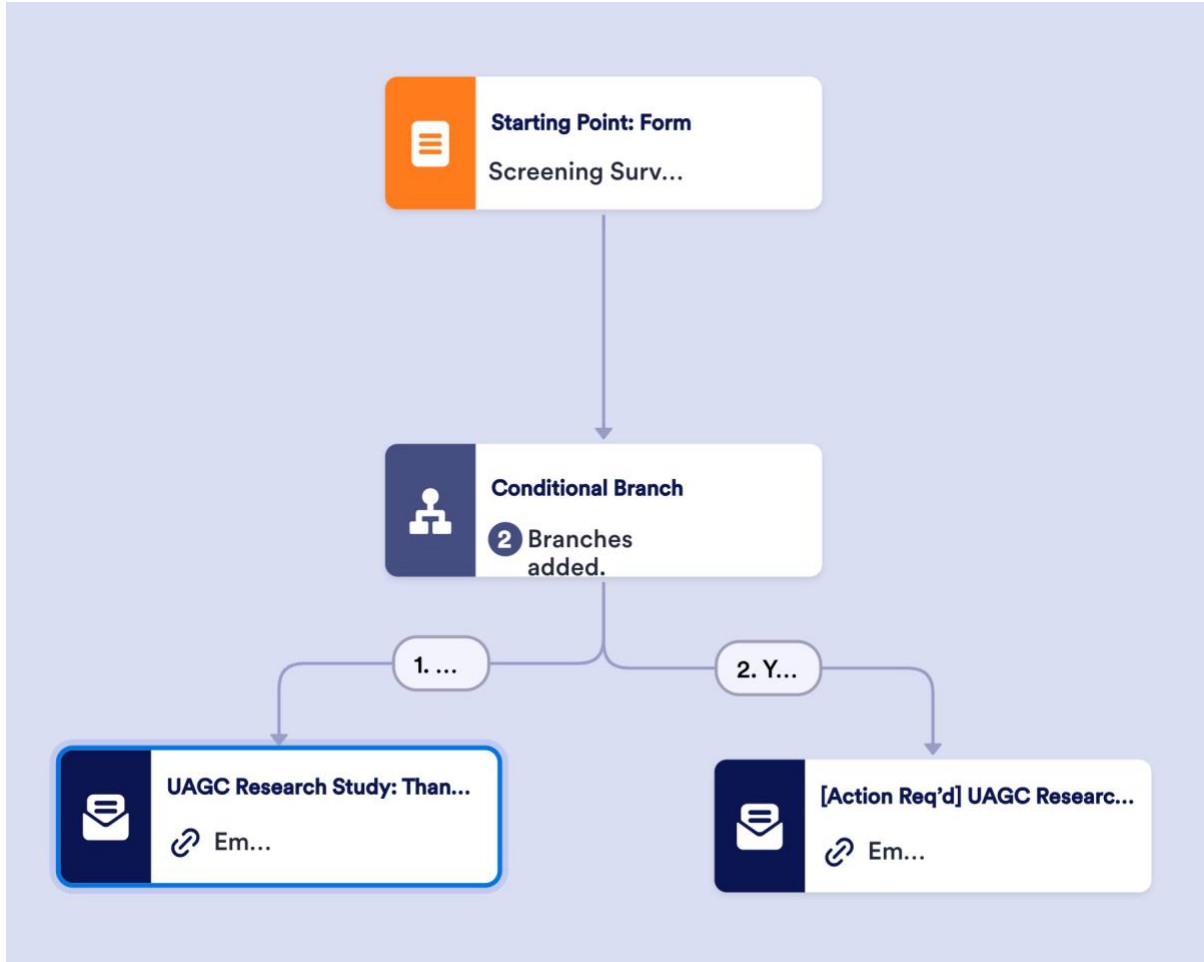 Starting Point: Form
Screening Surv...
Conditional Branch
2 Branches
added.
1. ...
2. Y...
UAGC Research Study: Than...
Em...
[Action Req’d] UAGC Researc...
Em...